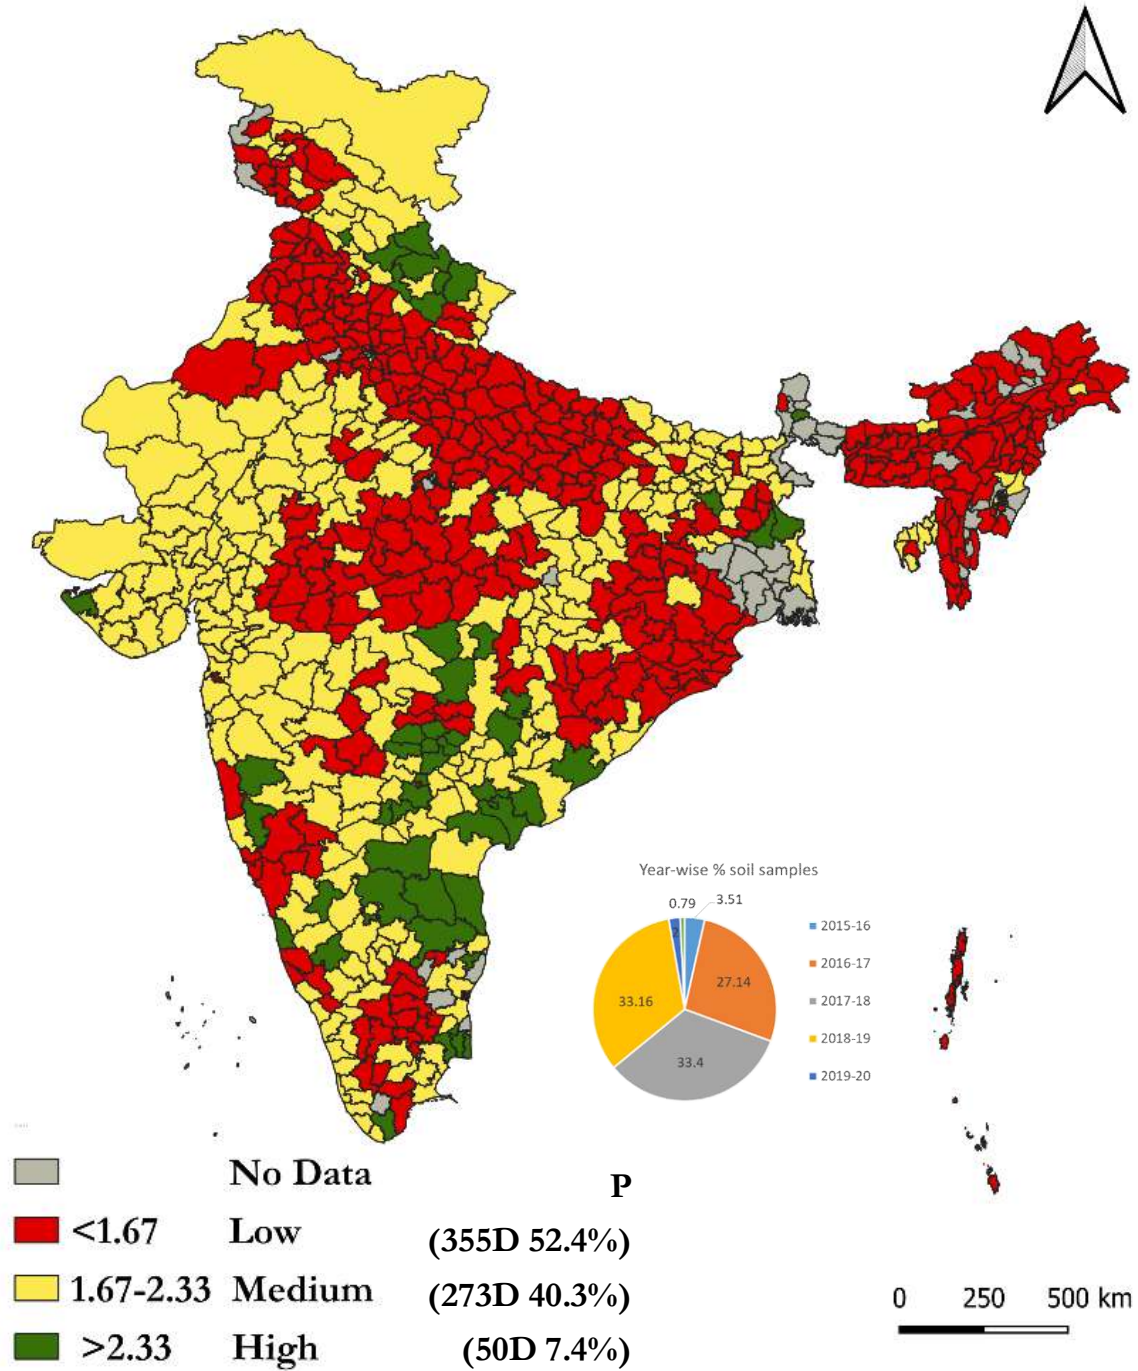 Year-wise % soil samples
0.79
3.51
2
27.14
33.16
33.4
2015-16
2016-17
2017-18
2018-19
2019-20
No Data
P
<1.67 Low (355D 52.4%)
1.67-2.33 Medium (273D 40.3%)
>2.33 High (50D 7.4%)
0 250 500 km